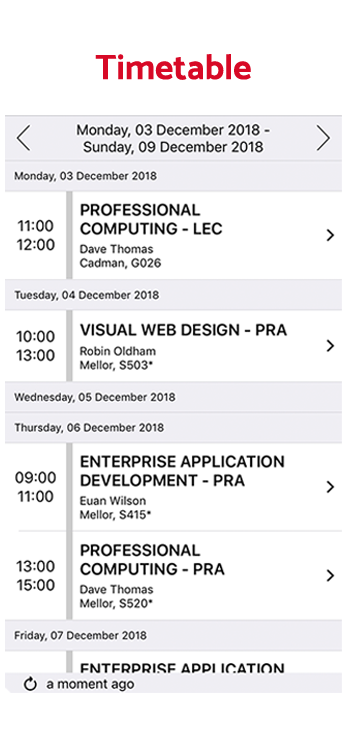 Timetable
Monday, 03 December 2018 -
Sunday, 09 December 2018
Monday, 03 December 2018
11:00
12:00
PROFESSIONAL
COMPUTING - LEC
Dave Thomas
Cadman, G026
Tuesday, 04 December 2018
10:00
13:00
VISUAL WEB DESIGN - PRA
Robin Oldham
Mellor, S503*
Wednesday, 05 December 2018
Thursday, 06 December 2018
09:00
11:00
ENTERPRISE APPLICATION
DEVELOPMENT - PRA
Euan Wilson
Mellor, S415*
13:00
15:00
PROFESSIONAL
COMPUTING - PRA
Dave Thomas
Mellor, S520*
Friday, 07 December 2018
ENTERPRISE APPLICATION
a moment ago